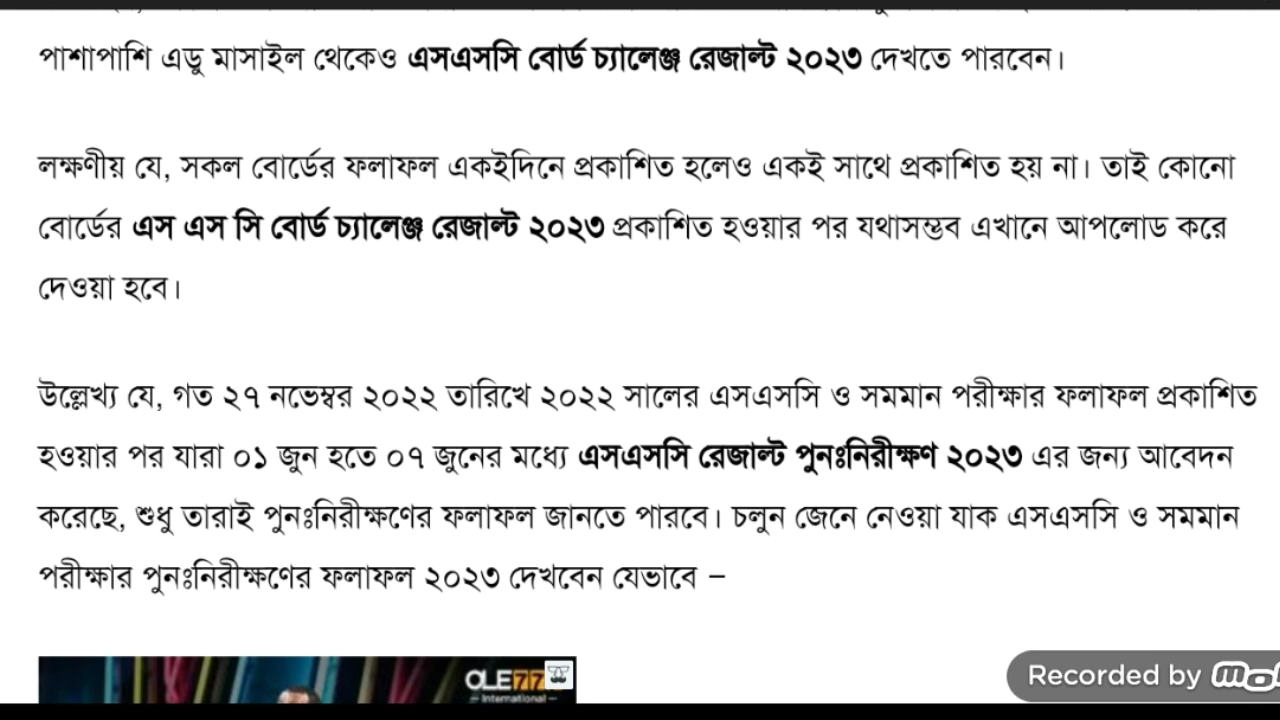 পাশাপাশি এডু মাসাইল থেকেও এসএসসি বোর্ড চ্যালেঞ্জ রেজাল্ট ২০২৩ দেখতে পারবেন।
লক্ষণীয় যে, সকল বোর্ডের ফলাফল একইদিনে প্রকাশিত হলেও একই সাথে প্রকাশিত হয় না। তাই কোনো
বোর্ডের এস এস সি বোর্ড চ্যালেঞ্জ রেজাল্ট ২০২৩ প্রকাশিত হওয়ার পর যথাসম্ভব এখানে আপলোড করে
দেওয়া হবে।
উল্লেখ্য যে, গত ২৭ নভেম্বর ২০২২ তারিখে ২০২২ সালের এসএসসি ও সমমান পরীক্ষার ফলাফল প্রকাশিত
হওয়ার পর যারা ০১ জুন হতে ০৭ জুনের মধ্যে এসএসসি রেজাল্ট পুনঃনিরীক্ষণ ২০২৩ এর জন্য আবেদন
করেছে, শুধু তারাই পুনঃনিরীক্ষণের ফলাফল জানতে পারবে। চলুন জেনে নেওয়া যাক এসএসসি ও সমমান
পরীক্ষার পুনঃনিরীক্ষণের ফলাফল ২০২৩ দেখবেন যেভাবে –
OLE77
International
Recorded by